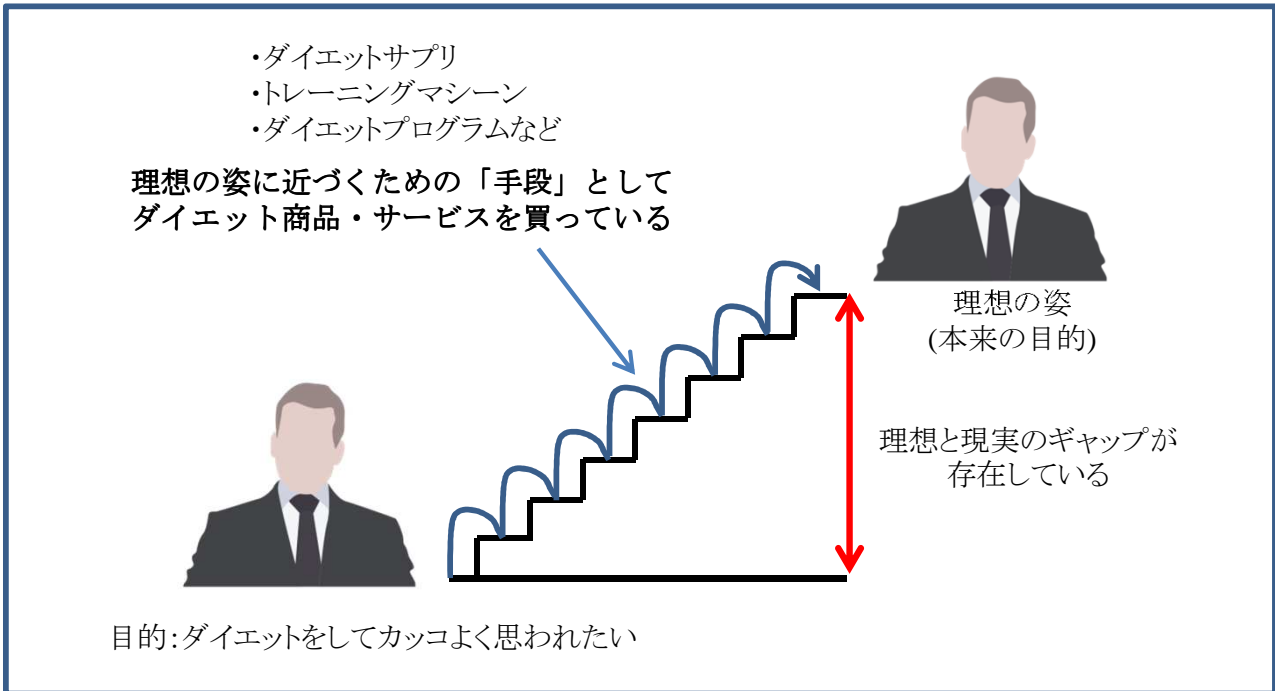 ・ダイエットサプリ
・トレーニングマシーン
・ダイエットプログラムなど
理想の姿に近づくための「手段」として
ダイエット商品・サービスを買っている
理想の姿
(本来の目的)
理想と現実のギャップが
存在している
目的：ダイエットをしてカッコよく思われたい